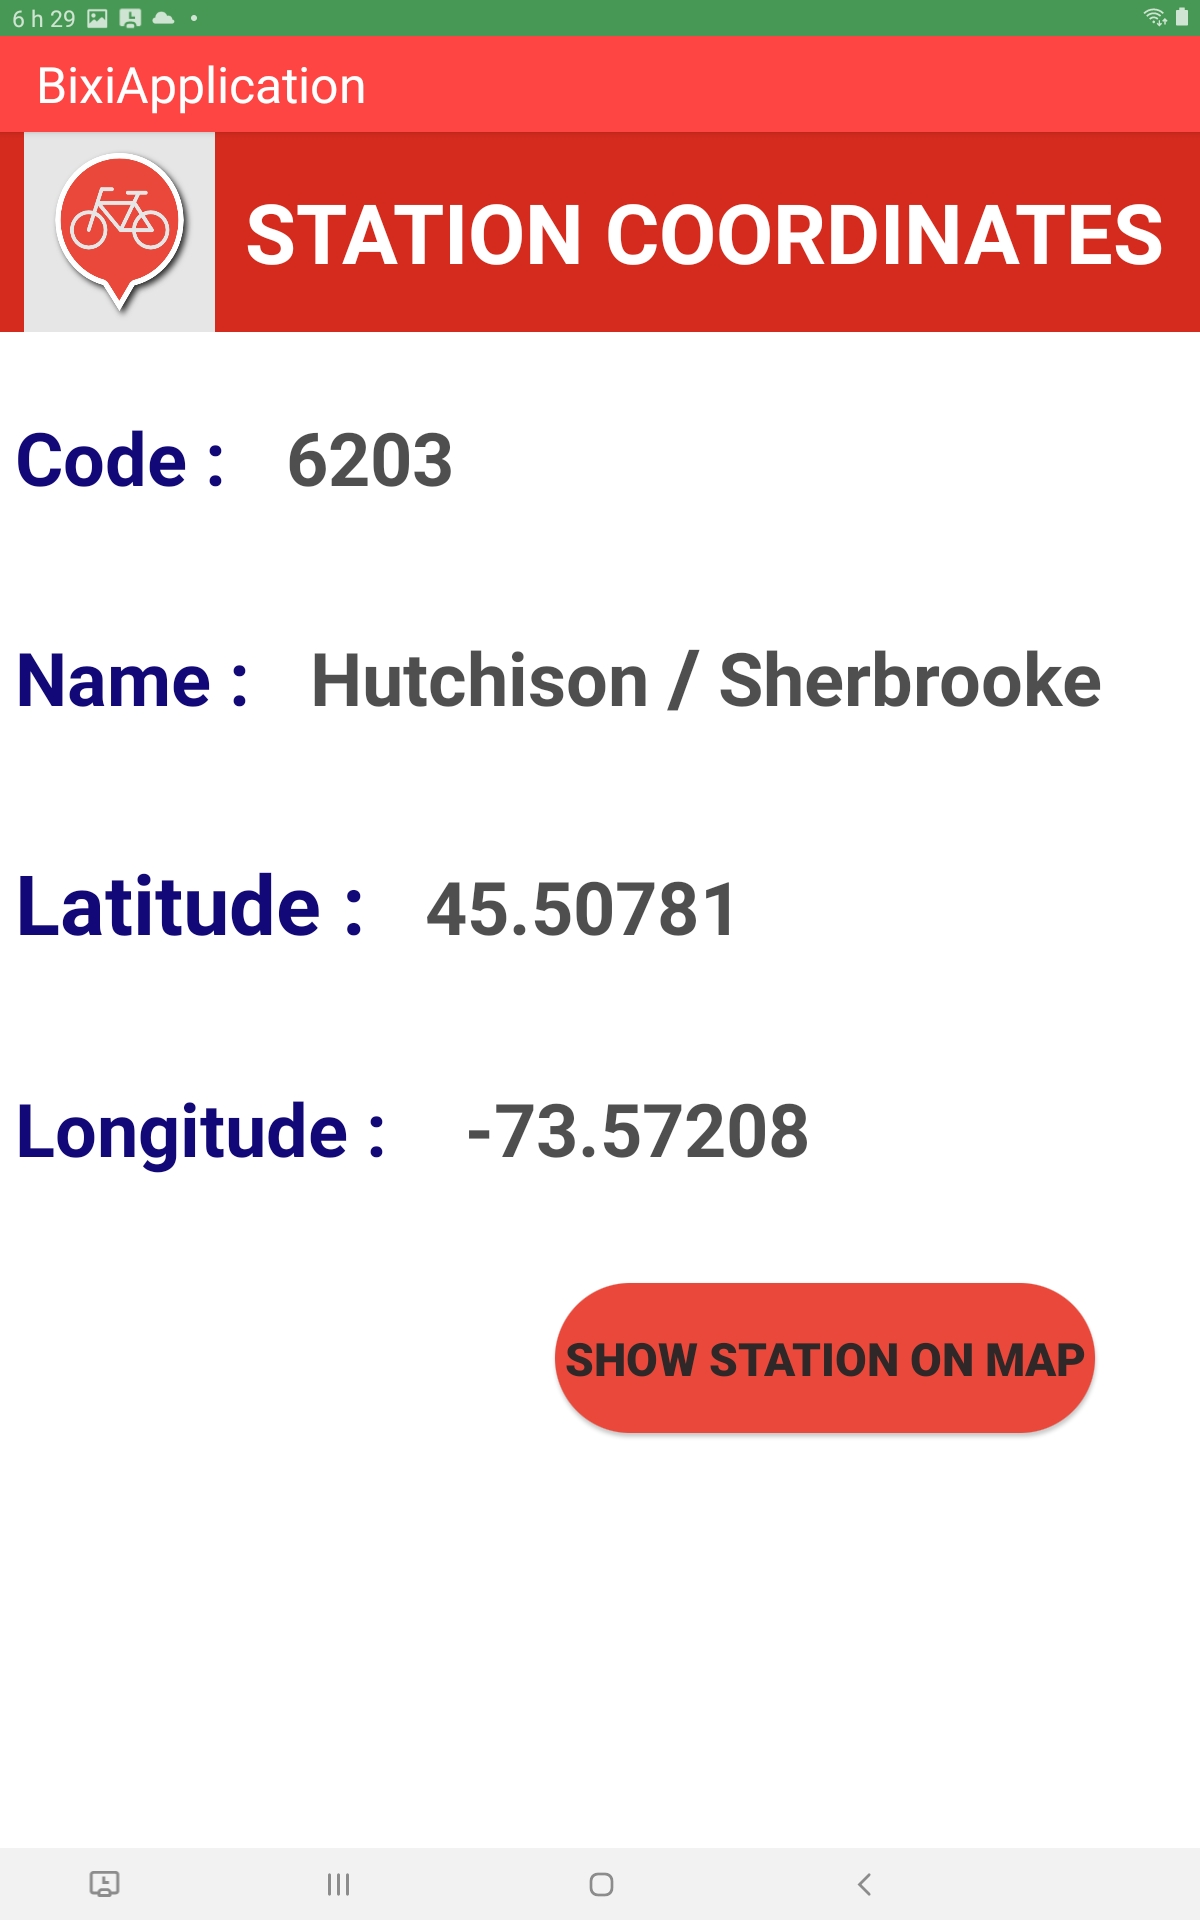 6 h 29
BixiApplication
STATION COORDINATES
Code : 6203
Name : Hutchison / Sherbrooke
Latitude : 45.50781
Longitude : -73.57208
SHOW STATION ON MAP